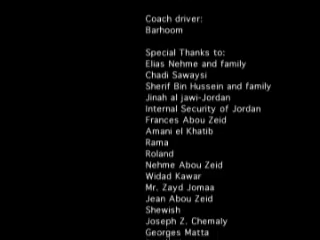 Coach driver:
Barhoom

Special Thanks to:
Elias Nehme and family
Chadi Sawaysi
Sherif Bin Hussein and family
Jinah al jawi-Jordan
Internal Security of Jordan
Frances Abou Zeid
Amani el Khatib
Rama
Roland
Nehme Abou Zeid
Widad Kawar
Mr. Zayd Jomaa
Jean Abou Zeid
Shewish
Joseph Z. Chemaly
Georges Matta